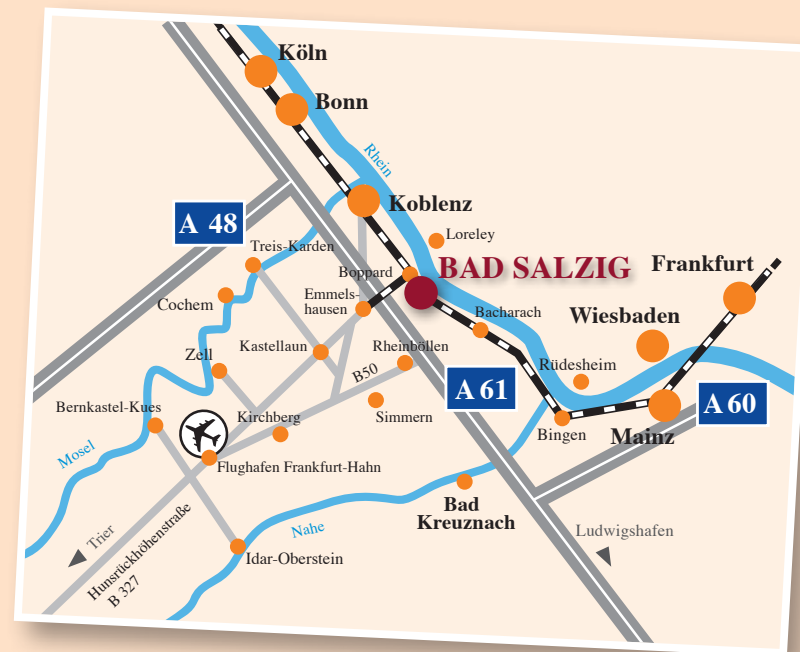 Köln
Bonn
Rhein
Koblenz
A 48
Loreley
Treis-Karden
BAD SALZIG
Frankfurt
Boppard
Emmels-
hausen
Cochem
Bacharach
Wiesbaden
Kastellaun
Rheinböllen
Zell
Rüdesheim
B50
A 61
A 60
Bernkastel-Kues
Kirchberg
Simmern
Bingen
Mainz
Mosel
Flughafen Frankfurt-Hahn
Bad
Kreuznach
Nahe
Ludwigshafen
Trier
Hunsrückhöhenstraße
B 327
Idar-Oberstein